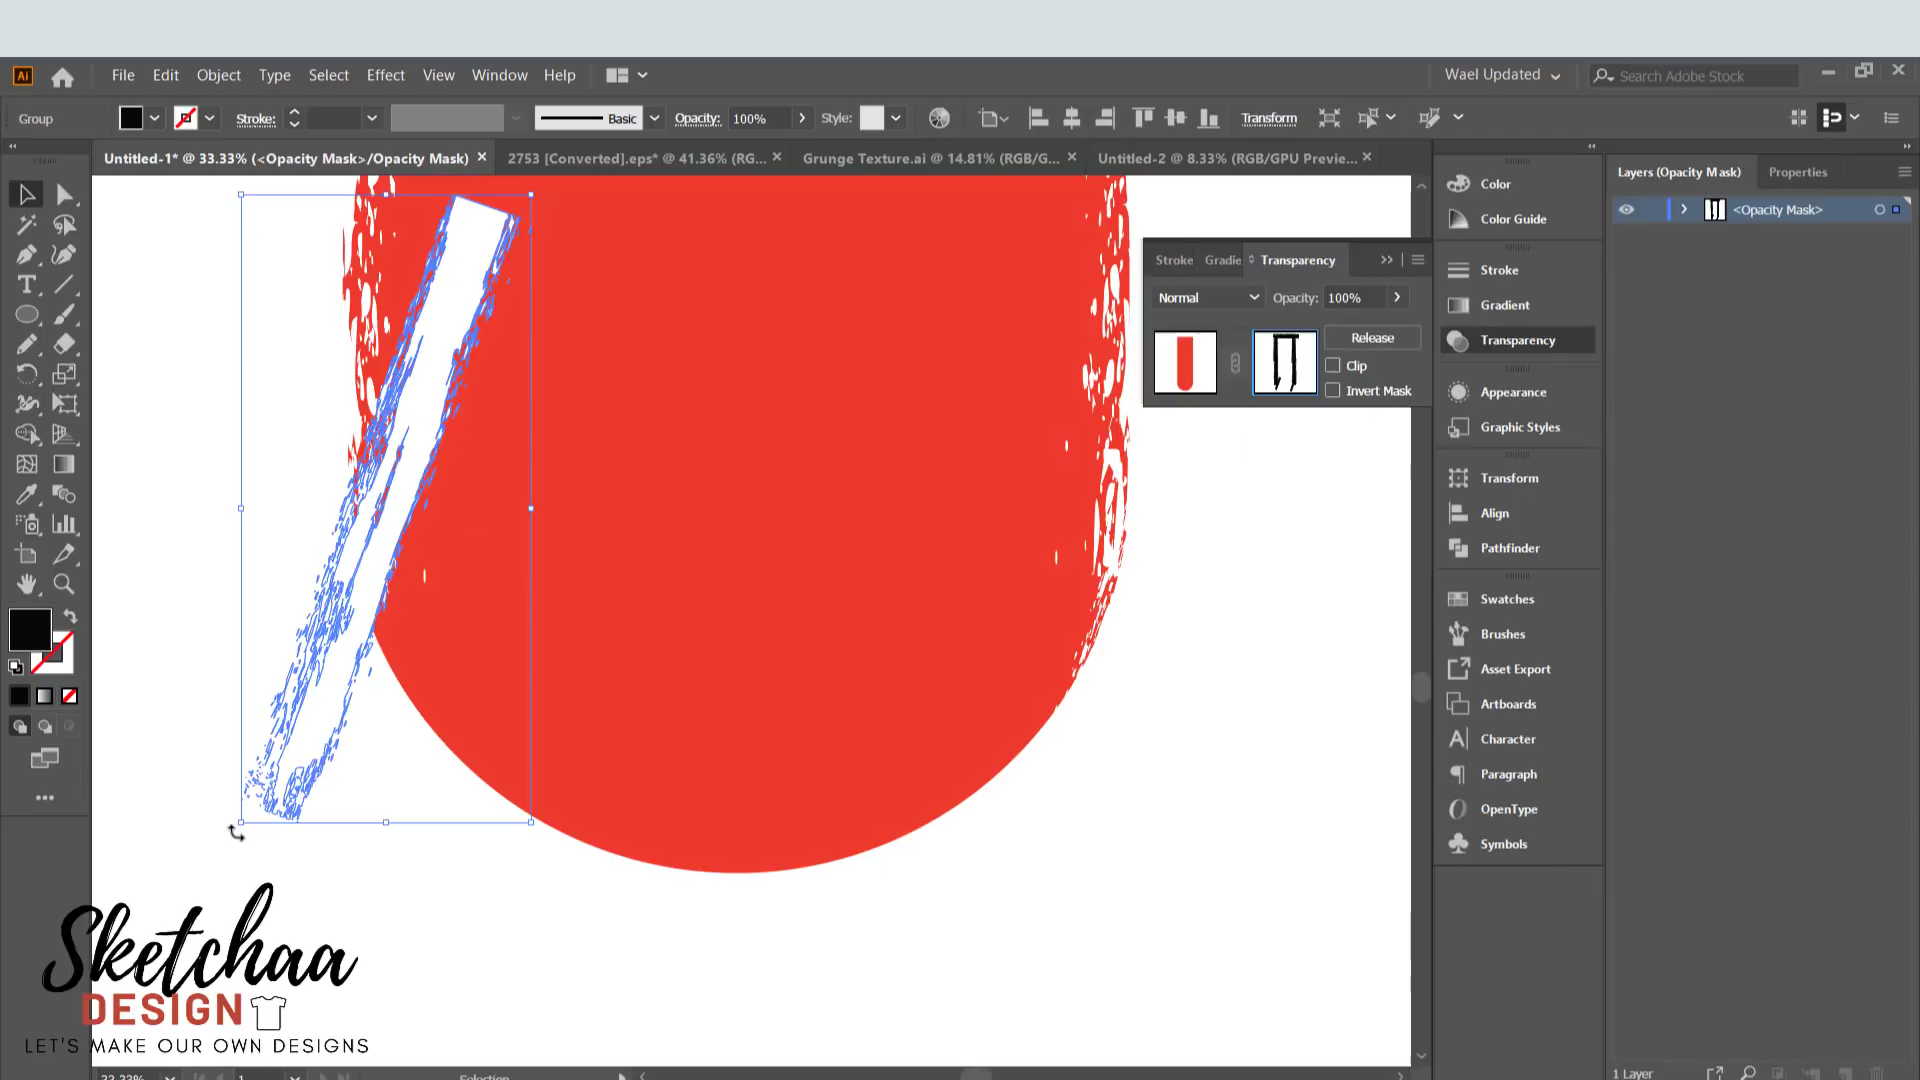 Ai File Edit Object Type Select Effect View Window Help Wael Updated Search Adobe Stock
Group Stroke: Basic Opacity: 100% Style: Transform
Untitled-1* @ 33.33% (<Opacity Mask>/Opacity Mask) 2753 [Converted].eps* @ 41.36% (RG... Grunge Texture.ai @ 14.81% (RGB/G... Untitled-2 @ 8.33% (RGB/GPU Previe...
Layers (Opacity Mask) Properties
<Opacity Mask>
Stroke Gradie Transparency
Normal Opacity: 100%
Release
Clip
Invert Mask
Color
Color Guide
Stroke
Gradient
Transparency
Appearance
Graphic Styles
Transform
Align
Pathfinder
Swatches
Brushes
Asset Export
Artboards
Character
Paragraph
OpenType
Symbols
Sketchaa
DESIGN
LET'S MAKE OUR OWN DESIGNS
33.33% 1 Selection
1 Layer